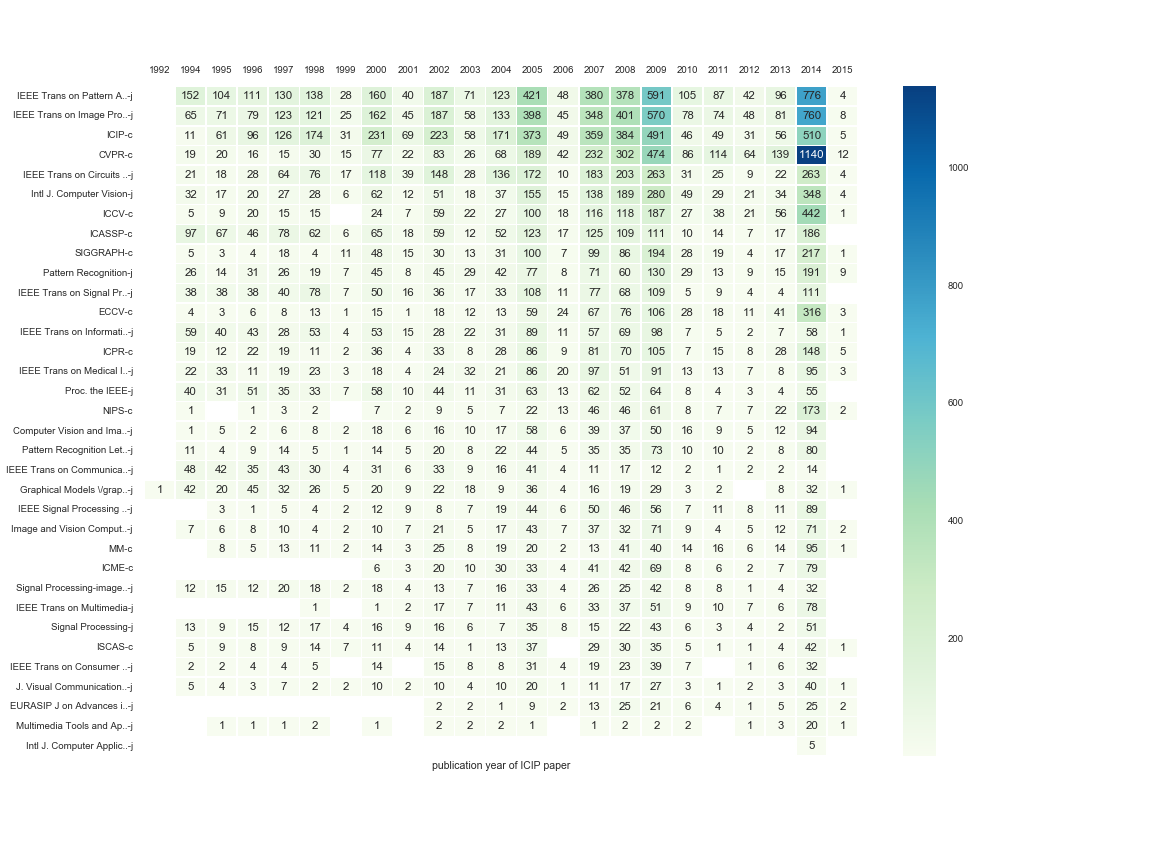 1992 1994 1995 1996 1997 1998 1999 2000 2001 2002 2003 2004 2005 2006 2007 2008 2009 2010 2011 2012 2013 2014 2015
IEEE Trans on Pattern A..-j 152 104 111 130 138 28 160 40 187 71 123 421 48 380 378 591 105 87 42 96 776 4
IEEE Trans on Image Pro..-j 65 71 79 123 121 25 162 45 187 58 133 398 45 348 401 570 78 74 48 81 760 8
ICIP-c 11 61 96 126 174 31 231 69 223 58 171 373 49 359 384 491 46 49 31 56 510 5
CVPR-c 19 20 16 15 30 15 77 22 83 26 68 189 42 232 302 474 86 114 64 139 1140 12
IEEE Trans on Circuits ..-j 21 18 28 64 76 17 118 39 148 28 136 172 10 183 203 263 31 25 9 22 263 4
Intl J. Computer Vision-j 32 17 20 27 28 6 62 12 51 18 37 155 15 138 189 280 49 29 21 34 348 4
ICCV-c 5 9 20 15 15 24 7 59 22 27 100 18 116 118 187 27 38 21 56 442 1
ICASSP-c 97 67 46 78 62 6 65 18 59 12 52 123 17 125 109 111 10 14 7 17 186
SIGGRAPH-c 5 3 4 18 4 11 48 15 30 13 31 100 7 99 86 194 28 19 4 17 217 1
Pattern Recognition-j 26 14 31 26 19 7 45 8 45 29 42 77 8 71 60 130 29 13 9 15 191 9
IEEE Trans on Signal Pr..-j 38 38 38 40 78 7 50 16 36 17 33 108 11 77 68 109 5 9 4 4 111
ECCV-c 4 3 6 8 13 1 15 1 18 12 13 59 24 67 76 106 28 18 11 41 316 3
IEEE Trans on Informati..-j 59 40 43 28 53 4 53 15 28 22 31 89 11 57 69 98 7 5 2 7 58 1
ICPR-c 19 12 22 19 11 2 36 4 33 8 28 86 9 81 70 105 7 15 8 28 148 5
IEEE Trans on Medical I..-j 22 33 11 19 23 3 18 4 24 32 21 86 20 97 51 91 13 13 7 8 95 3
Proc. the IEEE-j 40 31 51 35 33 7 58 10 44 11 31 63 13 62 52 64 8 4 3 4 55
NIPS-c 1 1 3 2 7 2 9 5 7 22 13 46 46 61 8 7 7 22 173 2
Computer Vision and Ima..-j 1 5 2 6 8 2 18 6 16 10 17 58 6 39 37 50 16 9 5 12 94
Pattern Recognition Let..-j 11 4 9 14 5 1 14 5 20 8 22 44 5 35 35 73 10 10 2 8 80
IEEE Trans on Communica..-j 48 42 35 43 30 4 31 6 33 9 16 41 4 11 17 12 2 1 2 2 14
Graphical Models \/grap..-j 1 42 20 45 32 26 5 20 9 22 18 9 36 4 16 19 29 3 2 8 32 1
IEEE Signal Processing ..-j 3 1 5 4 2 12 9 8 7 19 44 6 50 46 56 7 11 8 11 89
Image and Vision Comput..-j 7 6 8 10 4 2 10 7 21 5 17 43 7 37 32 71 9 4 5 12 71 2
MM-c 8 5 13 11 2 14 3 25 8 19 20 2 13 41 40 14 16 6 14 95 1
ICME-c 6 3 20 10 30 33 4 41 42 69 8 6 2 7 79
Signal Processing-image..-j 12 15 12 20 18 2 18 4 13 7 16 33 4 26 25 42 8 8 1 4 32
IEEE Trans on Multimedia-j 1 1 2 17 7 11 43 6 33 37 51 9 10 7 6 78
Signal Processing-j 13 9 15 12 17 4 16 9 16 6 7 35 8 15 22 43 6 3 4 2 51
ISCAS-c 5 9 8 9 14 7 11 4 14 1 13 37 29 30 35 5 1 1 4 42 1
IEEE Trans on Consumer ..-j 2 2 4 4 5 14 15 8 8 31 4 19 23 39 7 1 6 32
J. Visual Communication..-j 5 4 3 7 2 2 10 2 10 4 10 20 1 11 17 27 3 1 2 3 40 1
EURASIP J on Advances i..-j 2 2 1 9 2 13 25 21 6 4 1 5 25 2
Multimedia Tools and Ap..-j 1 1 1 2 1 2 2 2 1 1 2 2 2 1 3 20 1
Intl J. Computer Applic..-j 5
publication year of ICIP paper
1000
800
600
400
200